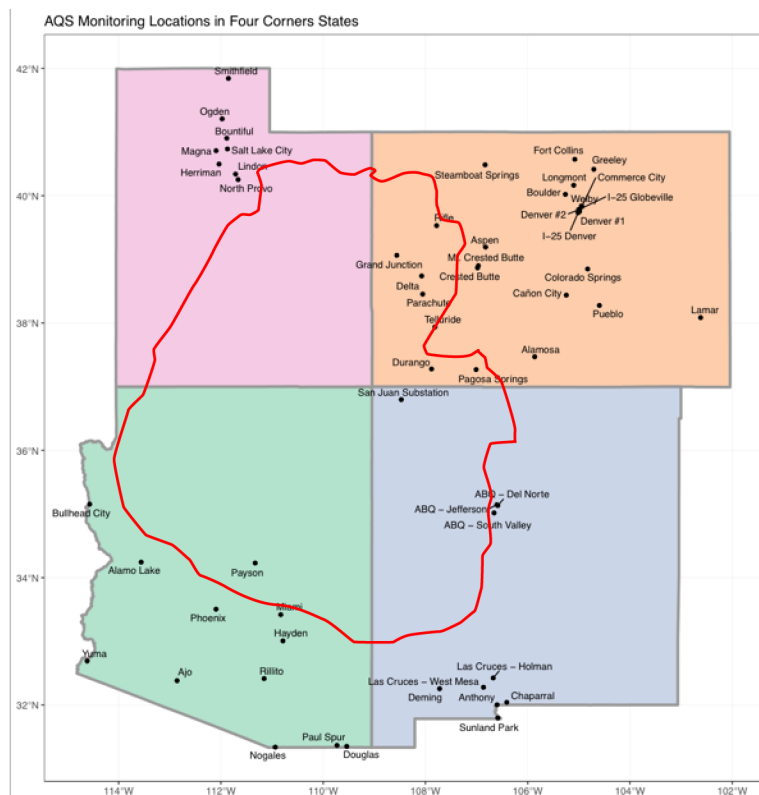 AQS Monitoring Locations in Four Corners States
42°N
Smithfield
Ogden
Bountiful
Magna
Salt Lake City
Herriman
Lindon
North Provo
40°N
Fort Collins
Greeley
Steamboat Springs
Longmont
Commerce City
Boulder
Welby
I−25 Globeville
Denver #2
Denver #1
I−25 Denver
Rifle
Aspen
Grand Junction
Mt. Crested Butte
Crested Butte
Colorado Springs
Delta
Parachute
Cañon City
Pueblo
38°N
Telluride
Lamar
Alamosa
Durango
Pagosa Springs
San Juan Substation
36°N
ABQ − Del Norte
ABQ − Jefferson
ABQ − South Valley
Bullhead City
34°N
Alamo Lake
Payson
Phoenix
Miami
Hayden
Yuma
Ajo
Rillito
Las Cruces − Holman
Las Cruces − West Mesa
32°N
Deming
Anthony
Chaparral
Sunland Park
Paul Spur
Nogales
Douglas
114°W
112°W
110°W
108°W
106°W
104°W
102°W